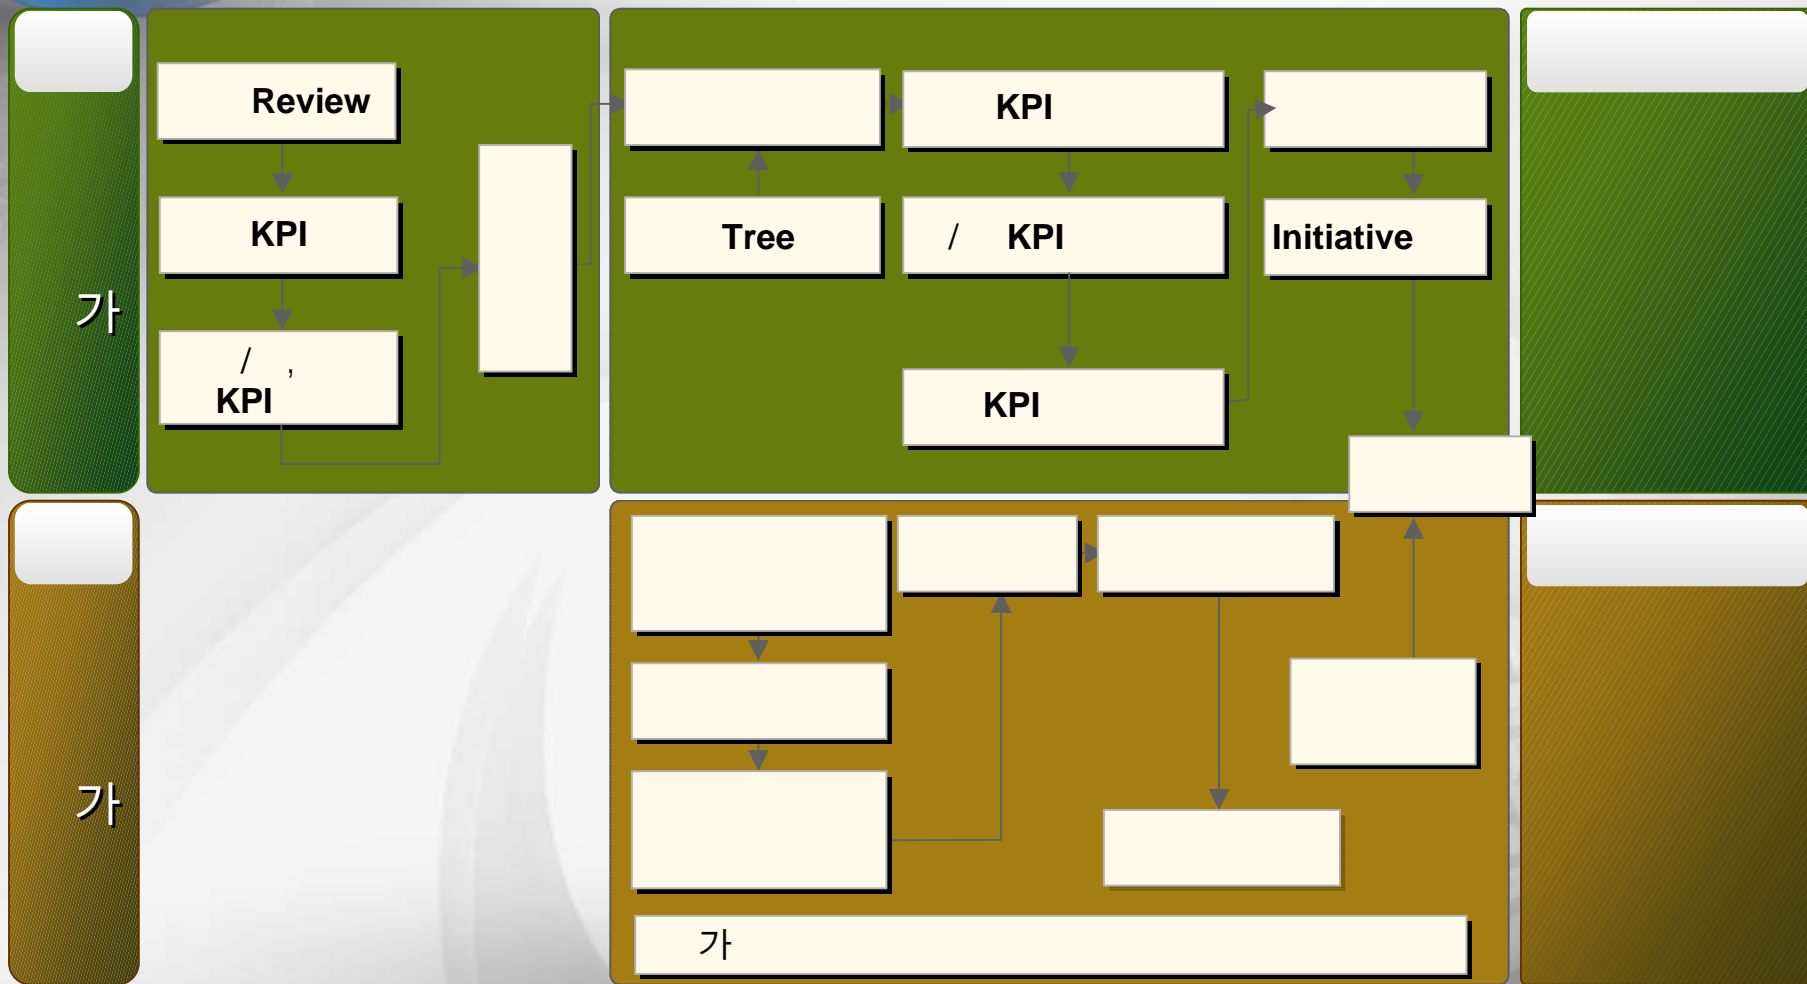 가
Review
KPI
/ ,
KPI
Tree
KPI
/ KPI
KPI
Initiative
가
가